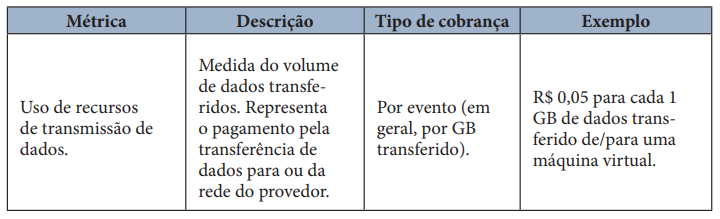 Métrica
Descrição
Tipo de cobrança
Exemplo
Uso de recursos
de transmissão de
dados.
Medida do volume
de dados transfe-
ridos. Representa
o pagamento pela
transferência de
dados para ou da
rede do provedor.
Por evento (em
geral, por GB
transferido).
R$ 0,05 para cada 1
GB de dados trans-
ferido de/para uma
máquina virtual.